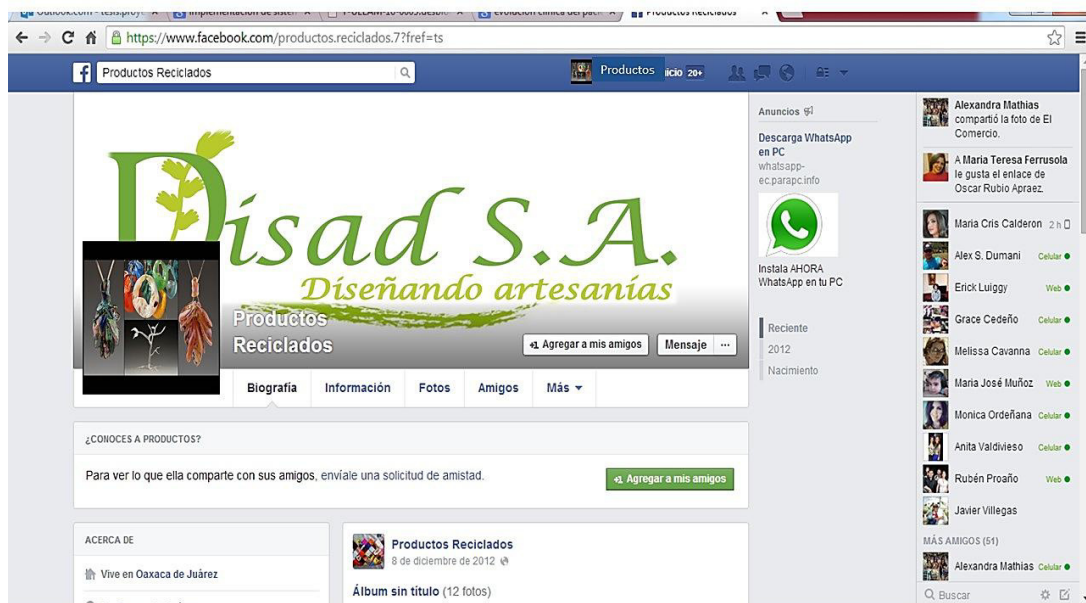 https://www.facebook.com/productos.reciclados.7?fref=ts
Productos Reciclados
Productos
icio 20+
Disad S.A.
Diseñando artesanías
Productos
Reciclados
+1 Agregar a mis amigos
Mensaje ...
Biografía
Información
Fotos
Amigos
Más
¿CONOCES A PRODUCTOS?
Para ver lo que ella comparte con sus amigos, envíale una solicitud de amistad.
+1 Agregar a mis amigos
ACERCA DE
Vive en Oaxaca de Juárez
Productos Reciclados
8 de diciembre de 2012
Álbum sin título (12 fotos)
Anuncios
Descarga WhatsApp
en PC
whatsapp-
ec.parapc.info
Instala AHORA
WhatsApp en tu PC
Reciente
2012
Nacimiento
Alexandra Mathias
compartió la foto de El
Comercio.
A Maria Teresa Ferrusola
le gusta el enlace de
Oscar Rubio Apraez.
Maria Cris Calderon 2 h
Alex S. Dumani Celular
Erick Luiggy Web
Grace Cedeño Celular
Melissa Cavanna Celular
Maria José Muñoz Web
Monica Ordeñana Celular
Anita Valdivieso Celular
Rubén Proaño Web
Javier Villegas
MÁS AMIGOS (51)
Alexandra Mathias Celular
Buscar